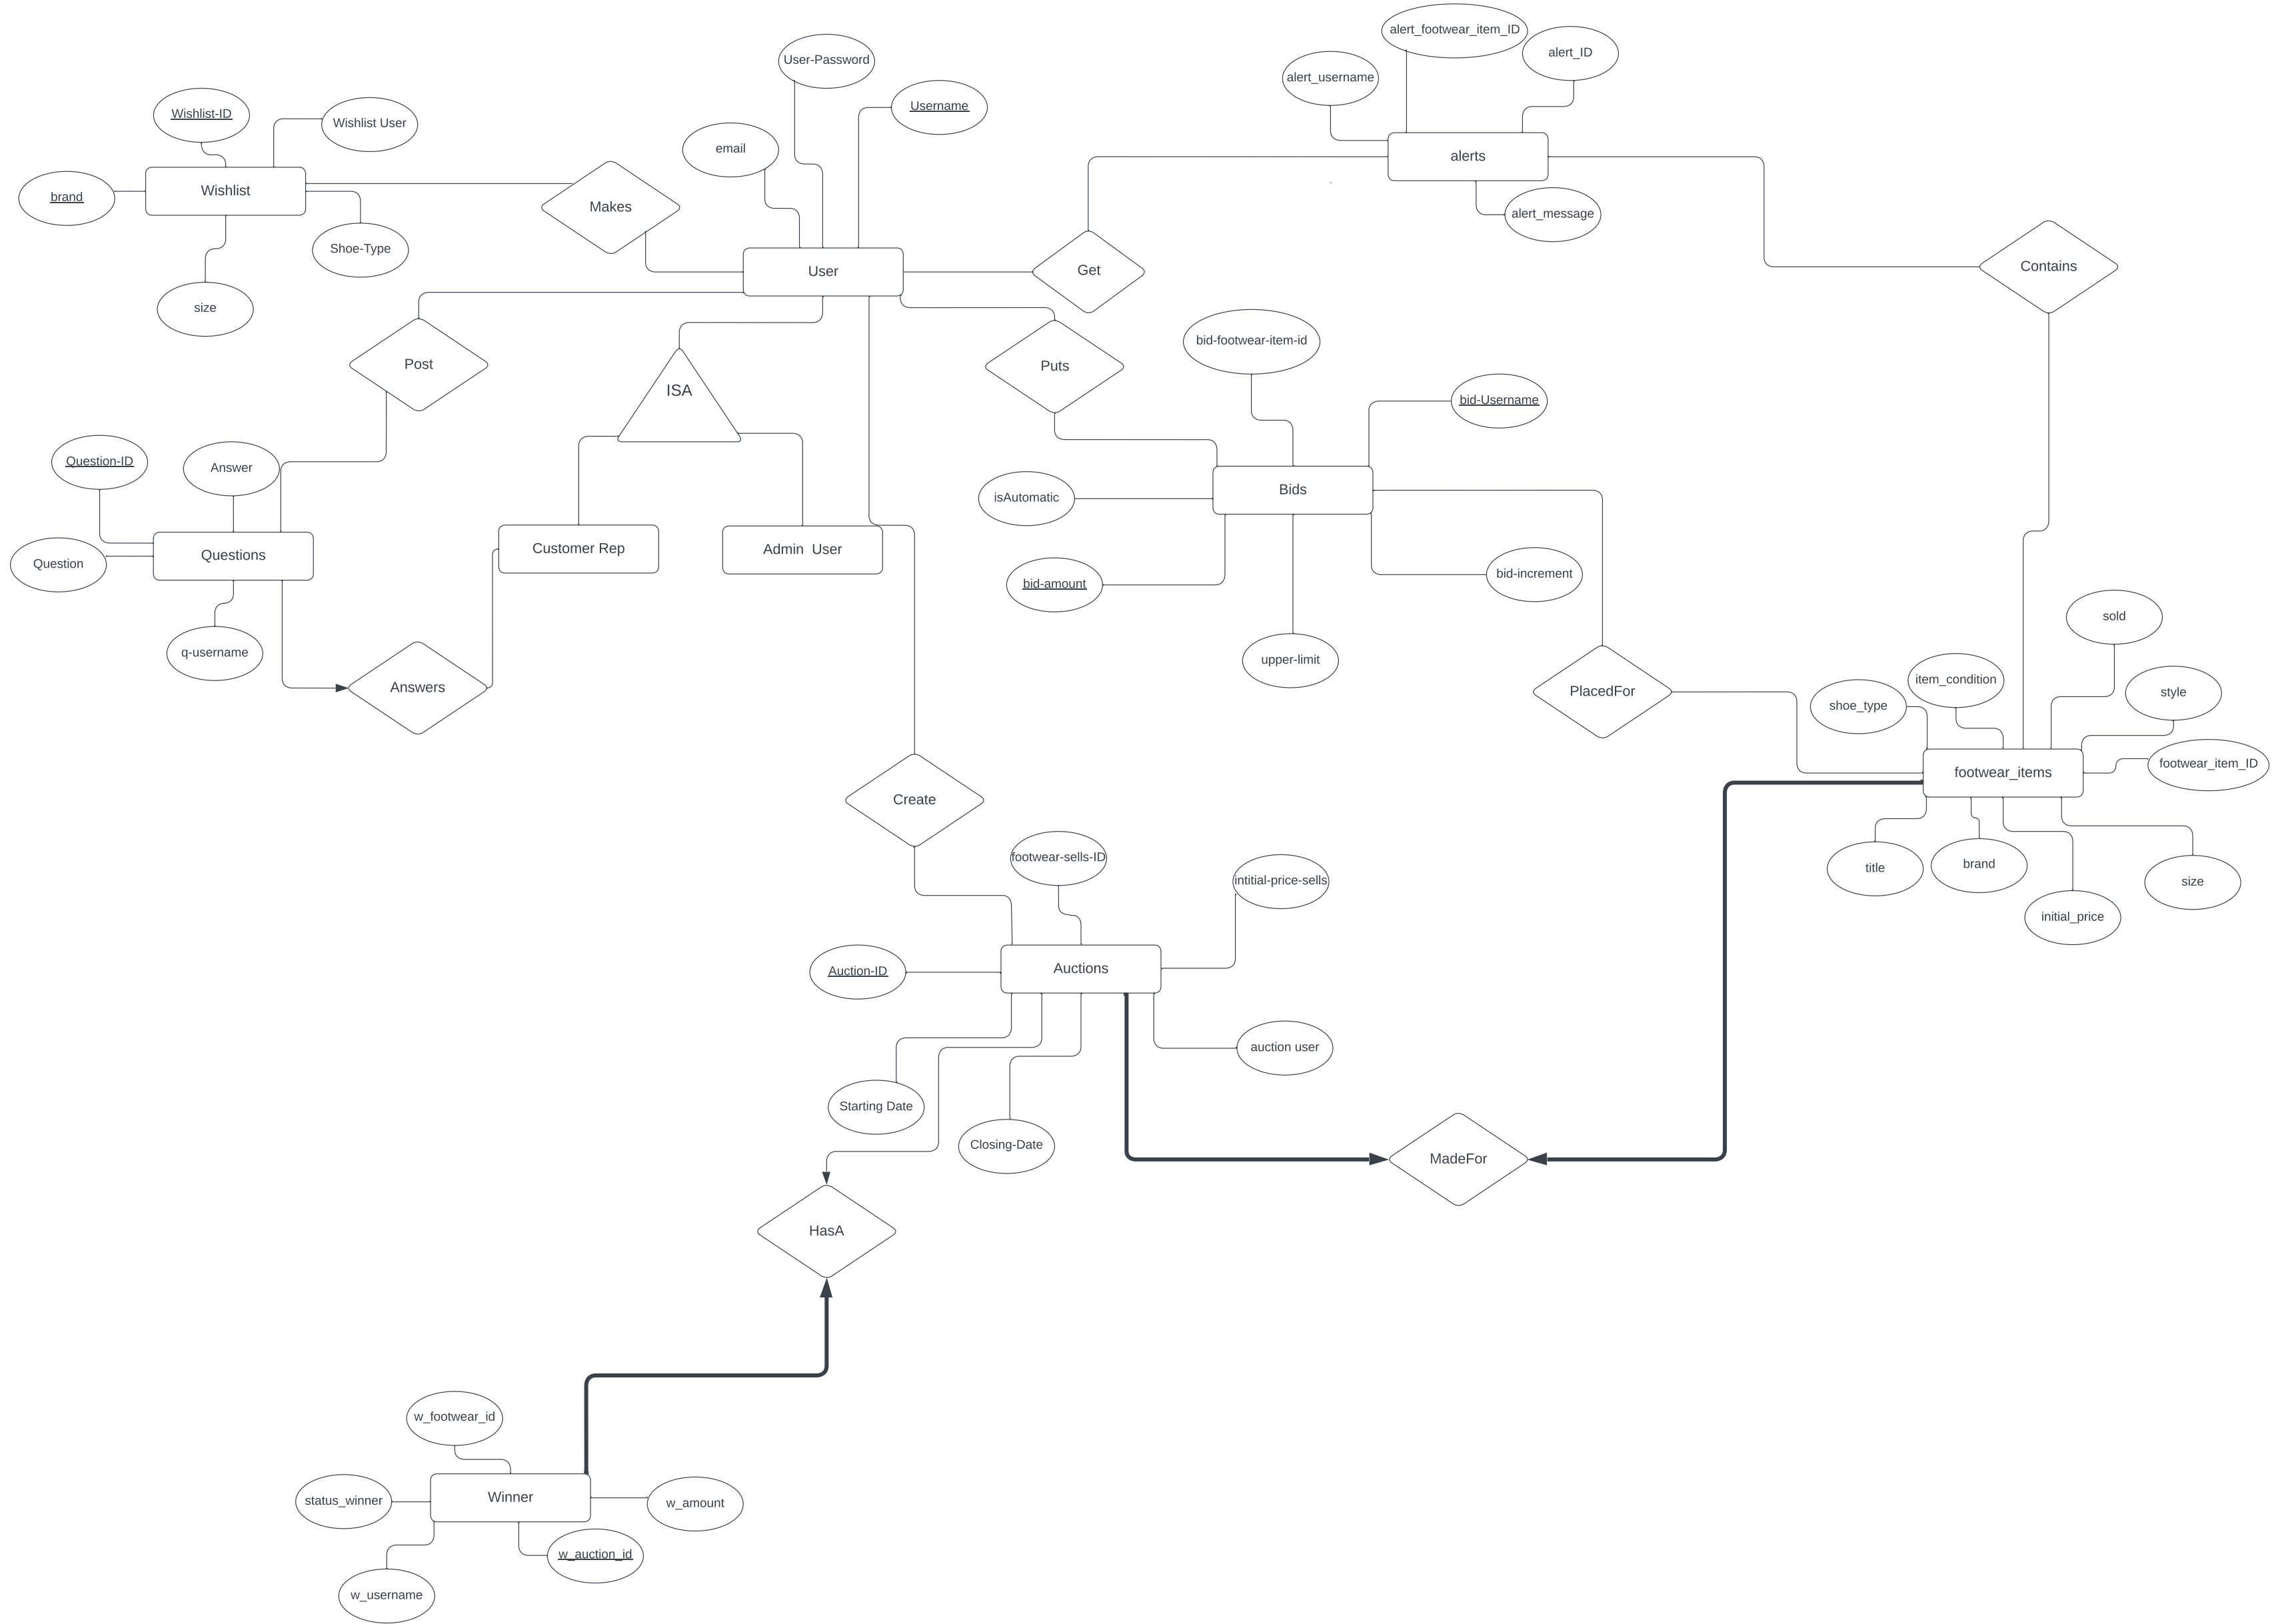 alert_footwear_item_ID
alert_ID
User-Password
alert_username
Username
Wishlist-ID
Wishlist User
email
alerts
Wishlist
brand
Makes
alert_message
Shoe-Type
User
Get
Contains
size
bid-footwear-item-id
Post
Puts
ISA
bid-Username
Question-ID
Answer
Bids
isAutomatic
Questions
Customer Rep
Admin  User
Question
bid-amount
bid-increment
sold
q-username
upper-limit
Answers
PlacedFor
item_condition
style
shoe_type
footwear_item_ID
footwear_items
Create
footwear-sells-ID
intitial-price-sells
title
brand
size
initial_price
Auction-ID
Auctions
auction user
Starting Date
Closing-Date
MadeFor
HasA
w_footwear_id
status_winner
Winner
w_amount
w_auction_id
w_username